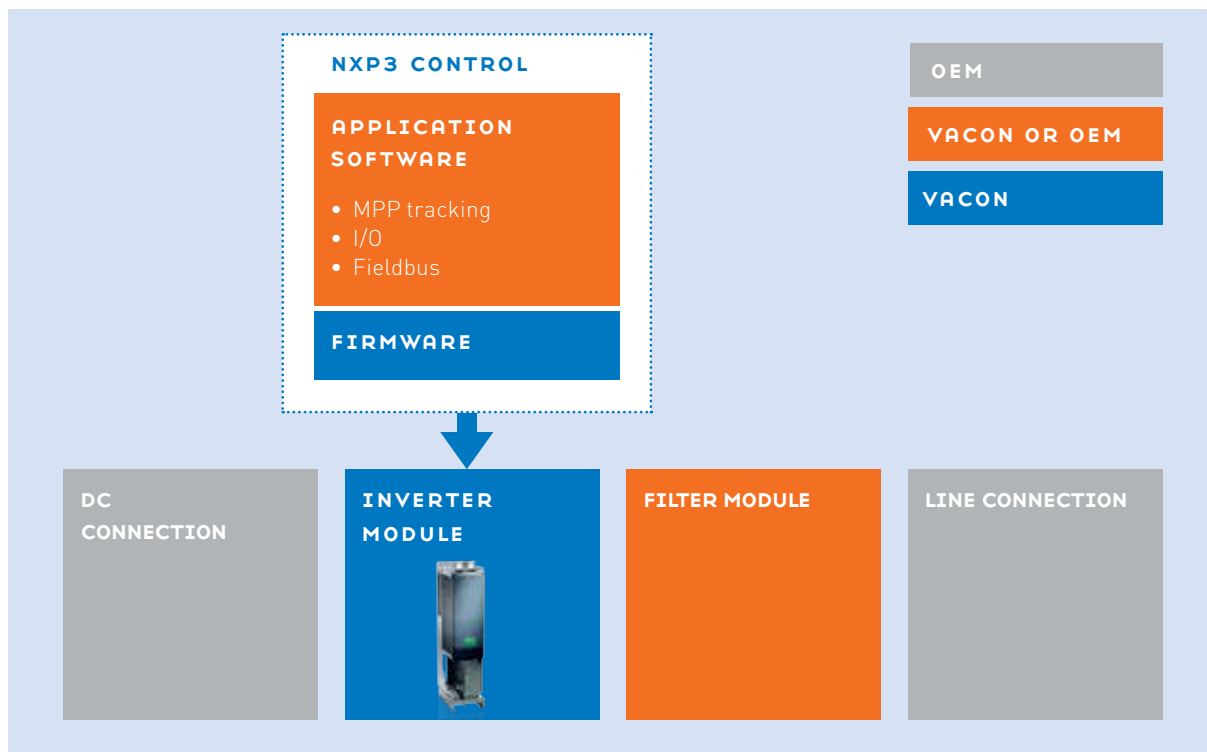 NXP3 CONTROL
APPLICATION
SOFTWARE
• MPP tracking
• I/O
• Fieldbus
FIRMWARE
OEM
VACON OR OEM
VACON
DC
CONNECTION
INVERTER
MODULE
FILTER MODULE
LINE CONNECTION